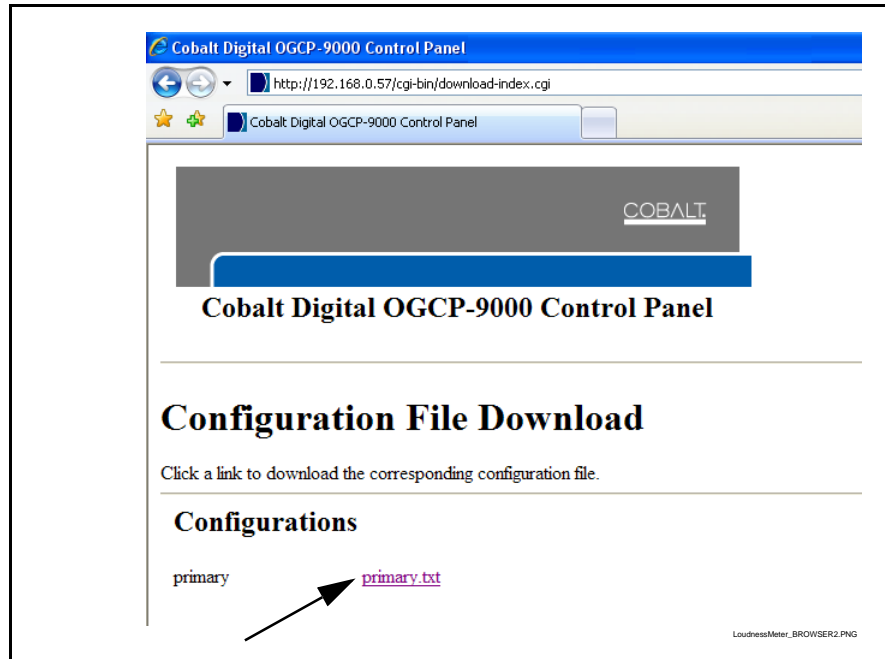 Cobalt Digital OGCP-9000 Control Panel
http://192.168.0.57/cgi-bin/download-index.cgi
Cobalt Digital OGCP-9000 Control Panel
COBALT.
Cobalt Digital OGCP-9000 Control Panel
Configuration File Download
Click a link to download the corresponding configuration file.
Configurations
primary primary.txt
LoudnessMeter_BROWSER2.PNG